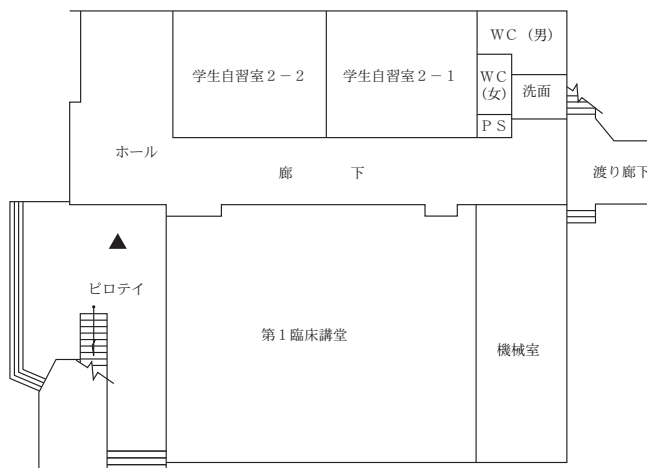 WC（男）
学生自習室２－２
学生自習室２－１
WC
（女）
洗面
PS
ホール
廊下
渡り廊下
ピロテイ
第１臨床講堂
機械室